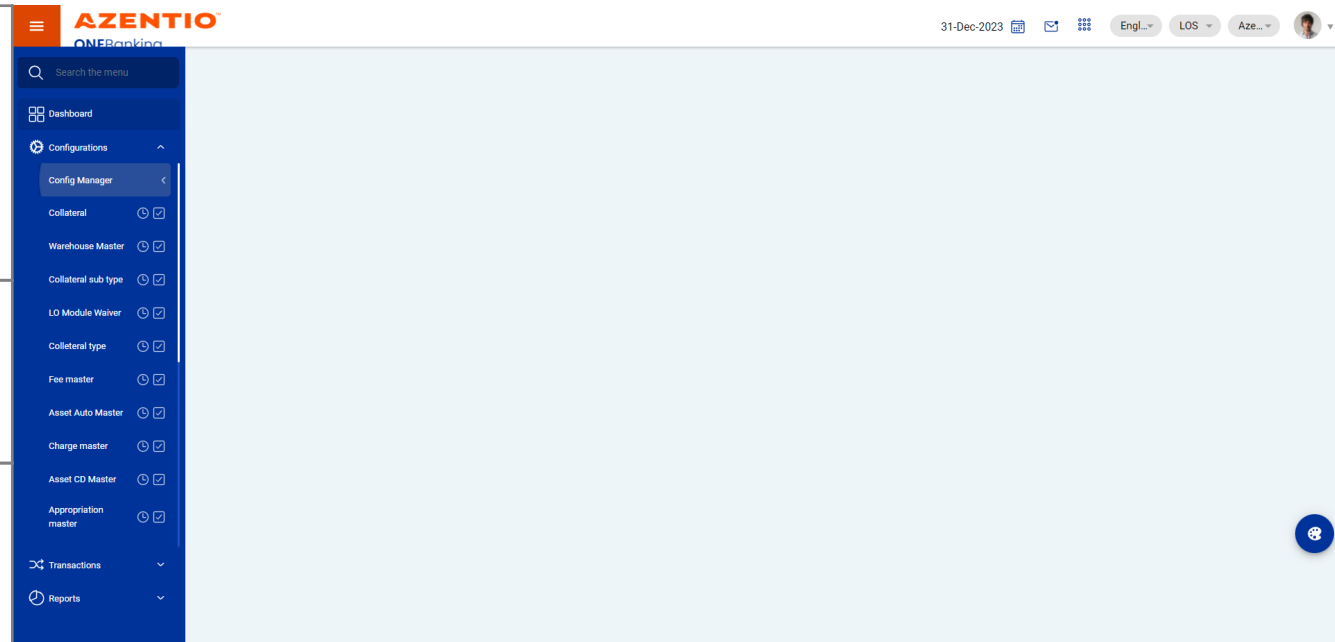 AZENTIO™
ONEBanking
31-Dec-2023
Engl...
LOS
Aze...
Search the menu
Dashboard
Configurations
Config Manager
Collateral
Warehouse Master
Collateral sub type
LO Module Waiver
Colleteral type
Fee master
Asset Auto Master
Charge master
Asset CD Master
Appropriation
master
Transactions
Reports